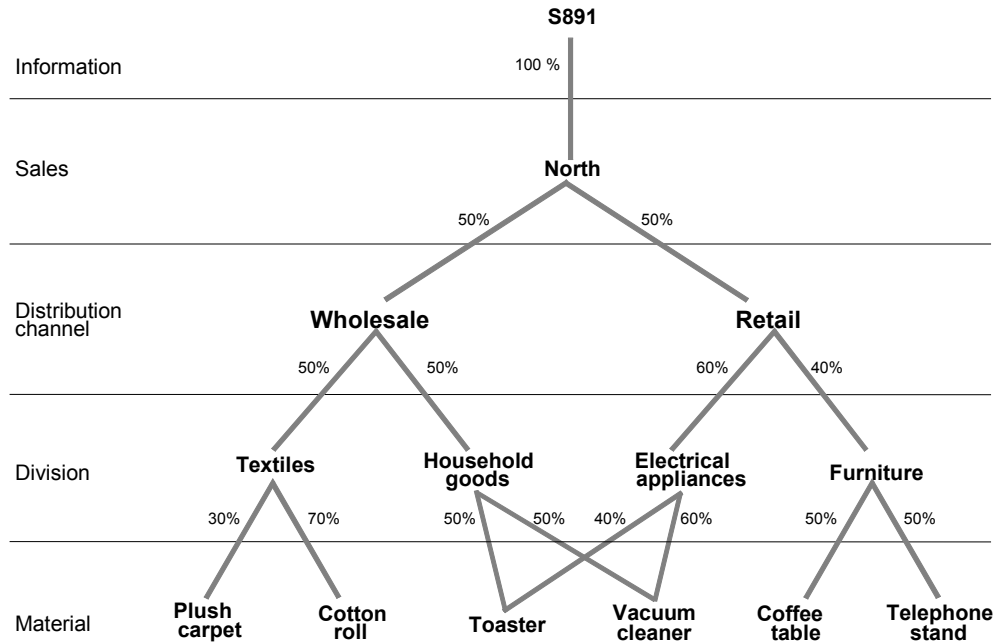 S891
Information
100 %
Sales
North
50%
50%
Distribution
channel
Wholesale
Retail
50%
50%
60%
40%
Division
Textiles
Household
goods
Electrical
appliances
Furniture
30%
70%
50%
50%
40%
60%
50%
50%
Material
Plush
carpet
Cotton
roll
Toaster
Vacuum
cleaner
Coffee
table
Telephone
stand